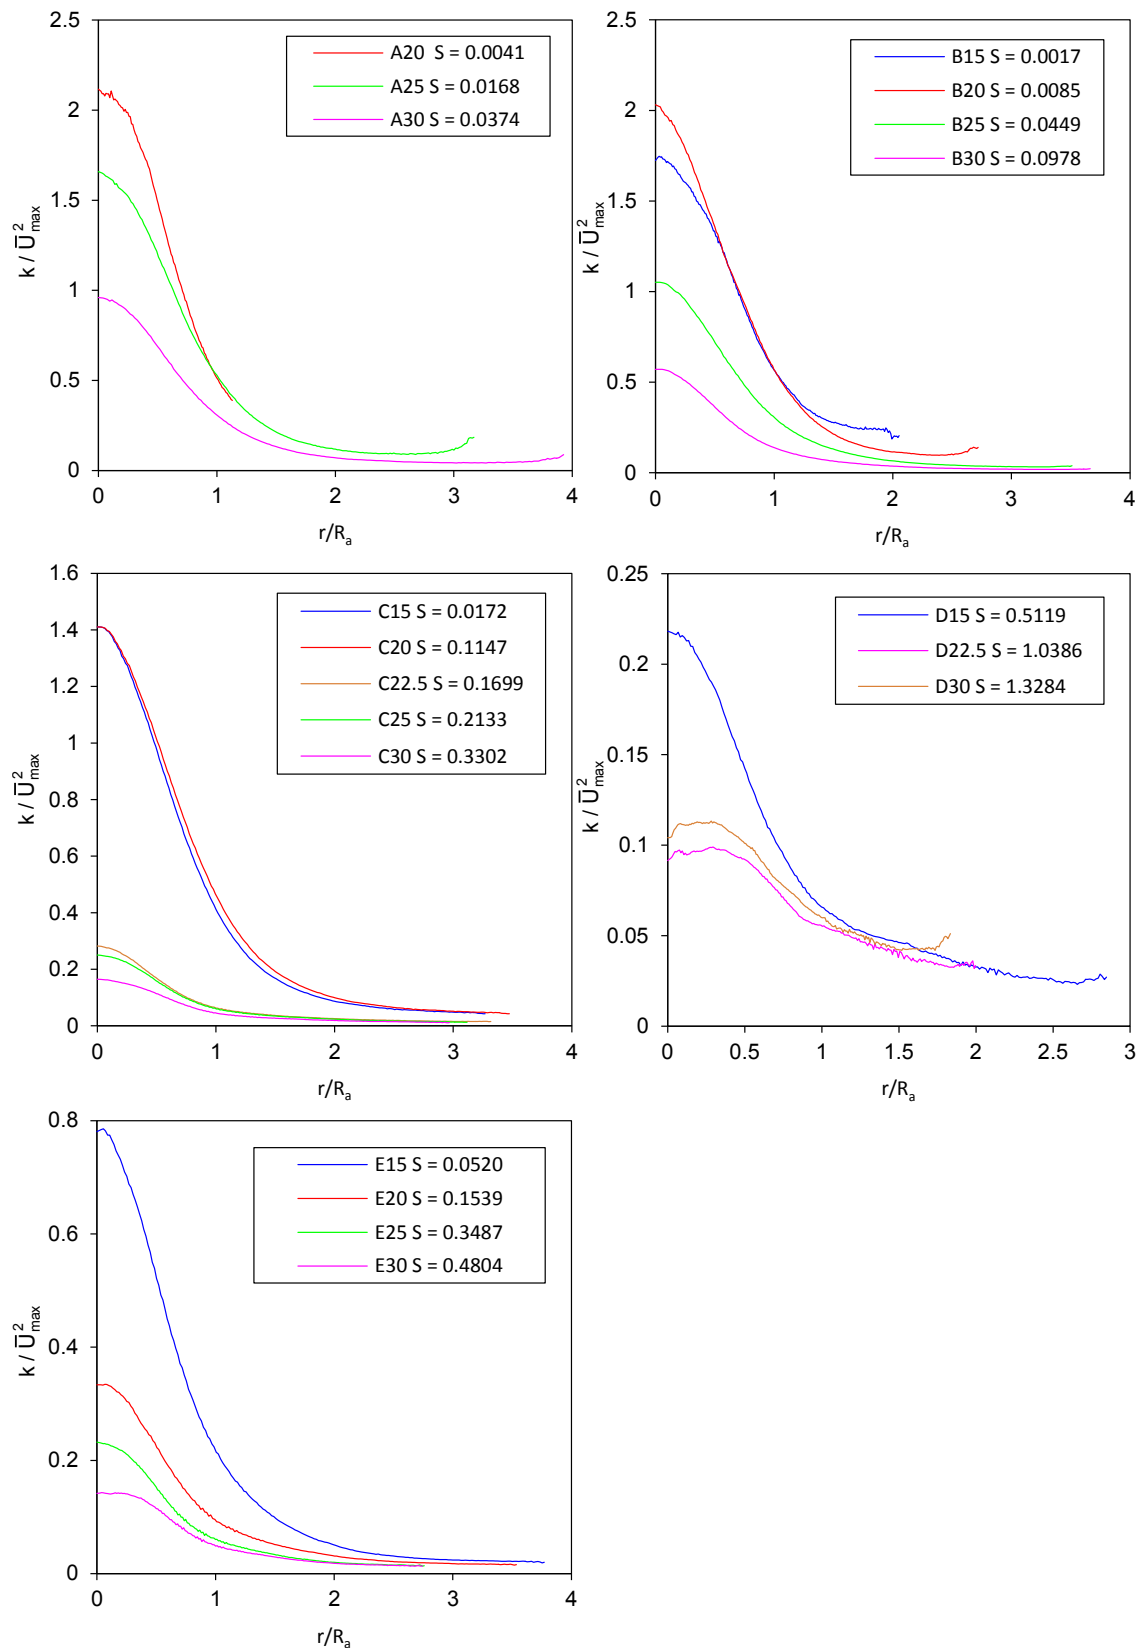 2.5
2
1.5
1
0.5
0
0 1 2 3 4
k / U̅²max
r/Ra
A20 S = 0.0041
A25 S = 0.0168
A30 S = 0.0374
2.5
2
1.5
1
0.5
0
0 1 2 3 4
k / U̅²max
r/Ra
B15 S = 0.0017
B20 S = 0.0085
B25 S = 0.0449
B30 S = 0.0978
1.6
1.4
1.2
1
0.8
0.6
0.4
0.2
0
0 1 2 3 4
k / U̅²max
r/Ra
C15 S = 0.0172
C20 S = 0.1147
C22.5 S = 0.1699
C25 S = 0.2133
C30 S = 0.3302
0.25
0.2
0.15
0.1
0.05
0
0 0.5 1 1.5 2 2.5 3
k / U̅²max
r/Ra
D15 S = 0.5119
D22.5 S = 1.0386
D30 S = 1.3284
0.8
0.6
0.4
0.2
0
0 1 2 3 4
k / U̅²max
r/Ra
E15 S = 0.0520
E20 S = 0.1539
E25 S = 0.3487
E30 S = 0.4804